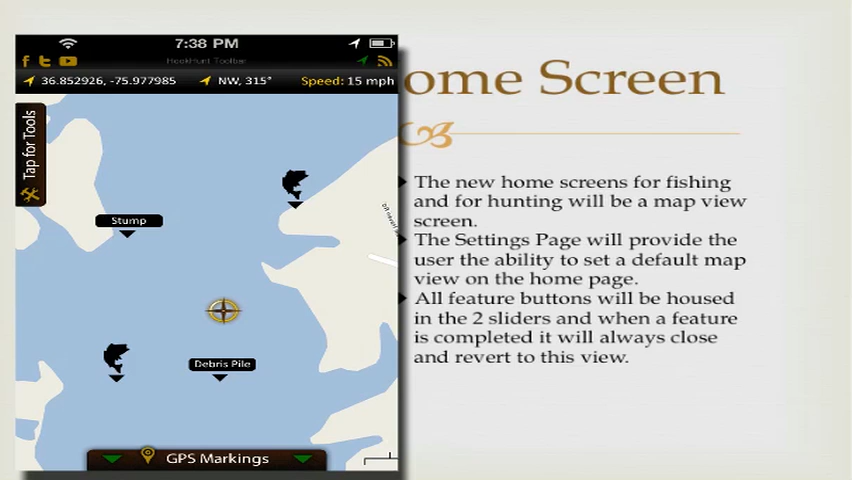 7:38 PM
HookHunt Toolbar
36.852926, -75.977985
NW, 315°
Speed: 15 mph
Tap for Tools
Stump
Debris Pile
GPS Markings
ome Screen
The new home screens for fishing
and for hunting will be a map view
screen.
The Settings Page will provide the
user the ability to set a default map
view on the home page.
All feature buttons will be housed
in the 2 sliders and when a feature
is completed it will always close
and revert to this view.